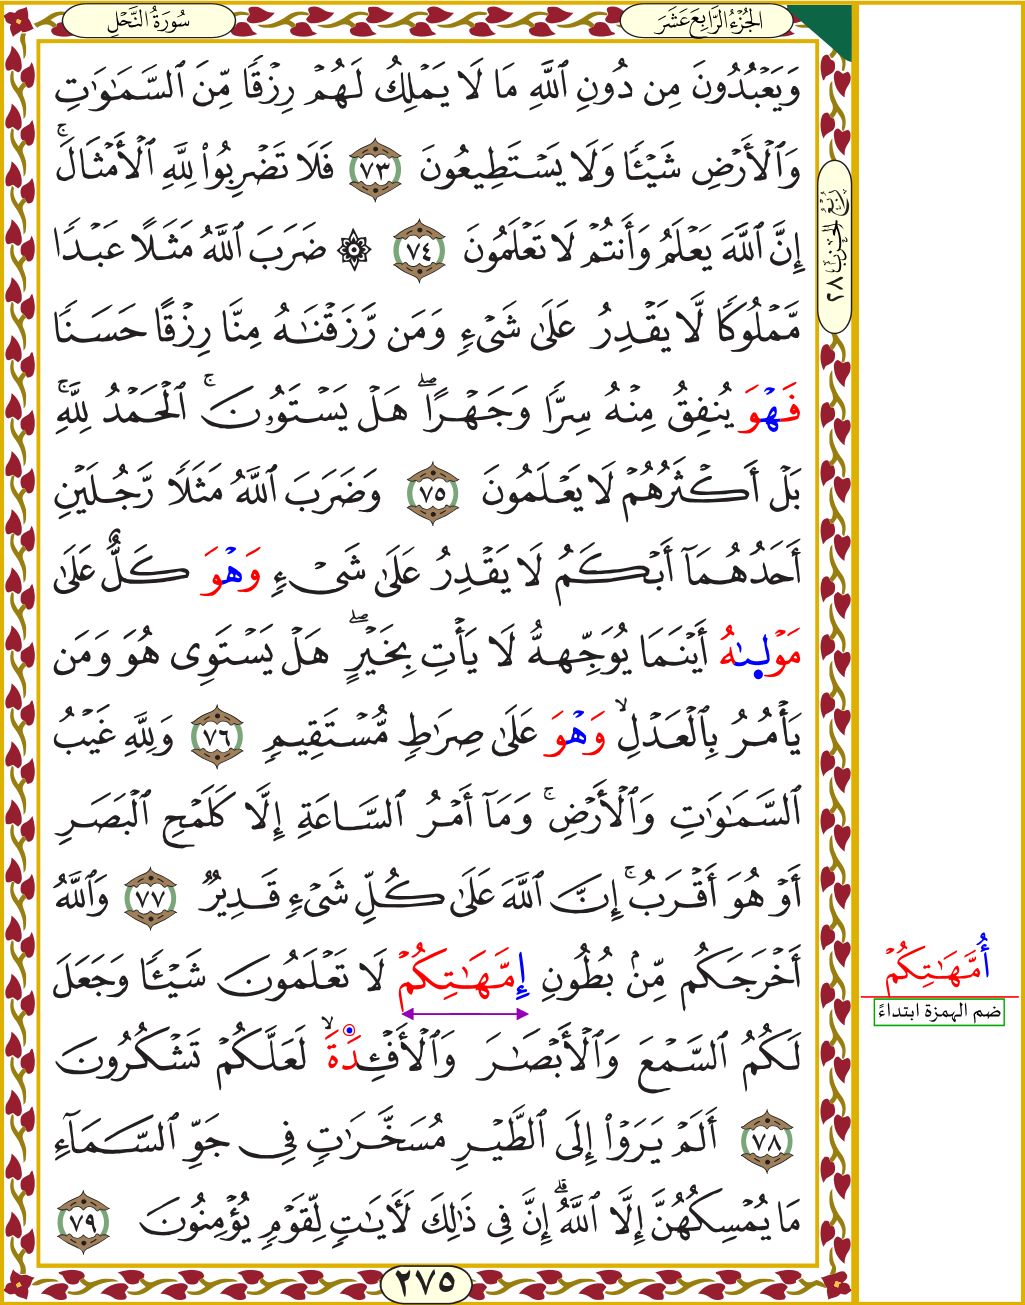 سُورَةُ النَّحْلِ
الجُزْءُ الرَّابِعَ عَشَرَ
وَيَعْبُدُونَ مِن دُونِ ٱللَّهِ مَا لَا يَمْلِكُ لَهُمْ رِزْقًا مِّنَ ٱلسَّمَٰوَٰتِ
وَٱلْأَرْضِ شَيْـًٔا وَلَا يَسْتَطِيعُونَ ٧٣ فَلَا تَضْرِبُوا۟ لِلَّهِ ٱلْأَمْثَالَ ۚ
إِنَّ ٱللَّهَ يَعْلَمُ وَأَنتُمْ لَا تَعْلَمُونَ ٧٤ ۞ ضَرَبَ ٱللَّهُ مَثَلًا عَبْدًا
مَّمْلُوكًا لَّا يَقْدِرُ عَلَىٰ شَىْءٍ وَمَن رَّزَقْنَٰهُ مِنَّا رِزْقًا حَسَنًا
فَهْوَ يُنفِقُ مِنْهُ سِرًّا وَجَهْرًا ۖ هَلْ يَسْتَوُۥنَ ۚ ٱلْحَمْدُ لِلَّهِ ۚ
بَلْ أَكْثَرُهُمْ لَا يَعْلَمُونَ ٧٥ وَضَرَبَ ٱللَّهُ مَثَلًا رَّجُلَيْنِ
أَحَدُهُمَآ أَبْكَمُ لَا يَقْدِرُ عَلَىٰ شَىْءٍ وَهْوَ كَلٌّ عَلَىٰ
مَوْلىٰهُ أَيْنَمَا يُوَجِّههُّ لَا يَأْتِ بِخَيْرٍ ۖ هَلْ يَسْتَوِى هُوَ وَمَن
يَأْمُرُ بِٱلْعَدْلِ ۙ وَهْوَ عَلَىٰ صِرَٰطٍ مُّسْتَقِيمٍ ٧٦ وَلِلَّهِ غَيْبُ
ٱلسَّمَٰوَٰتِ وَٱلْأَرْضِ ۚ وَمَآ أَمْرُ ٱلسَّاعَةِ إِلَّا كَلَمْحِ ٱلْبَصَرِ
أَوْ هُوَ أَقْرَبُ ۚ إِنَّ ٱللَّهَ عَلَىٰ كُلِّ شَىْءٍ قَدِيرٌ ٧٧ وَٱللَّهُ
أَخْرَجَكُم مِّنۢ بُطُونِ إِمَّهَٰتِكُمْ لَا تَعْلَمُونَ شَيْـًٔا وَجَعَلَ
لَكُمُ ٱلسَّمْعَ وَٱلْأَبْصَٰرَ وَٱلْأَفْـِٔدَةَ ۙ لَعَلَّكُمْ تَشْكُرُونَ
٧٨ أَلَمْ يَرَوْا۟ إِلَى ٱلطَّيْرِ مُسَخَّرَٰتٍ فِى جَوِّ ٱلسَّمَآءِ
مَا يُمْسِكُهُنَّ إِلَّا ٱللَّهُ ۗ إِنَّ فِى ذَٰلِكَ لَءَايَٰتٍ لِّقَوْمٍ يُؤْمِنُونَ ٧٩
٢٧٥
رُبْعُ الحِزْبِ ٢٨
أُمَّهَٰتِكُمْ
ضم الهمزة ابتداءً